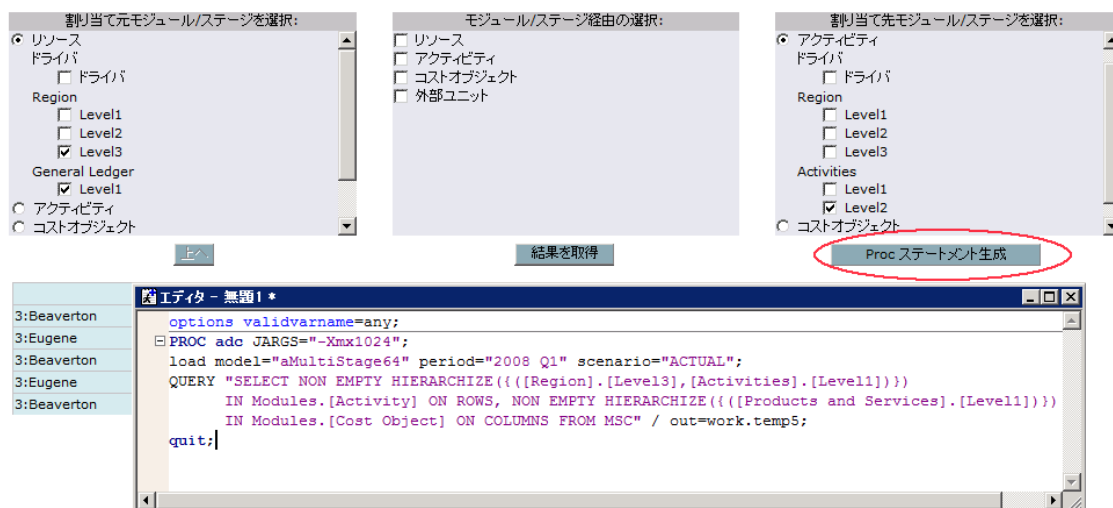 割り当て元モジュール/ステージを選択:
リソース
ドライバ
ドライバ
Region
Level1
Level2
Level3
General Ledger
Level1
アクティビティ
コストオブジェクト
上へ
モジュール/ステージ経由の選択:
リソース
アクティビティ
コストオブジェクト
外部ユニット
結果を取得
割り当て先モジュール/ステージを選択:
アクティビティ
ドライバ
ドライバ
Region
Level1
Level2
Level3
Activities
Level1
Level2
コストオブジェクト
Proc ステートメント生成
3:Beaverton
3:Eugene
3:Beaverton
3:Eugene
3:Beaverton
エディタ - 無題1 *
options validvarname=any;
PROC adc JARGS="-Xmx1024";
load model="aMultiStage64" period="2008 Q1" scenario="ACTUAL";
QUERY "SELECT NON EMPTY HIERARCHIZE({([Region].[Level3],[Activities].[Level1])})
IN Modules.[Activity] ON ROWS, NON EMPTY HIERARCHIZE({([Products and Services].[Level1])})
IN Modules.[Cost Object] ON COLUMNS FROM MSC" / out=work.temp5;
quit;